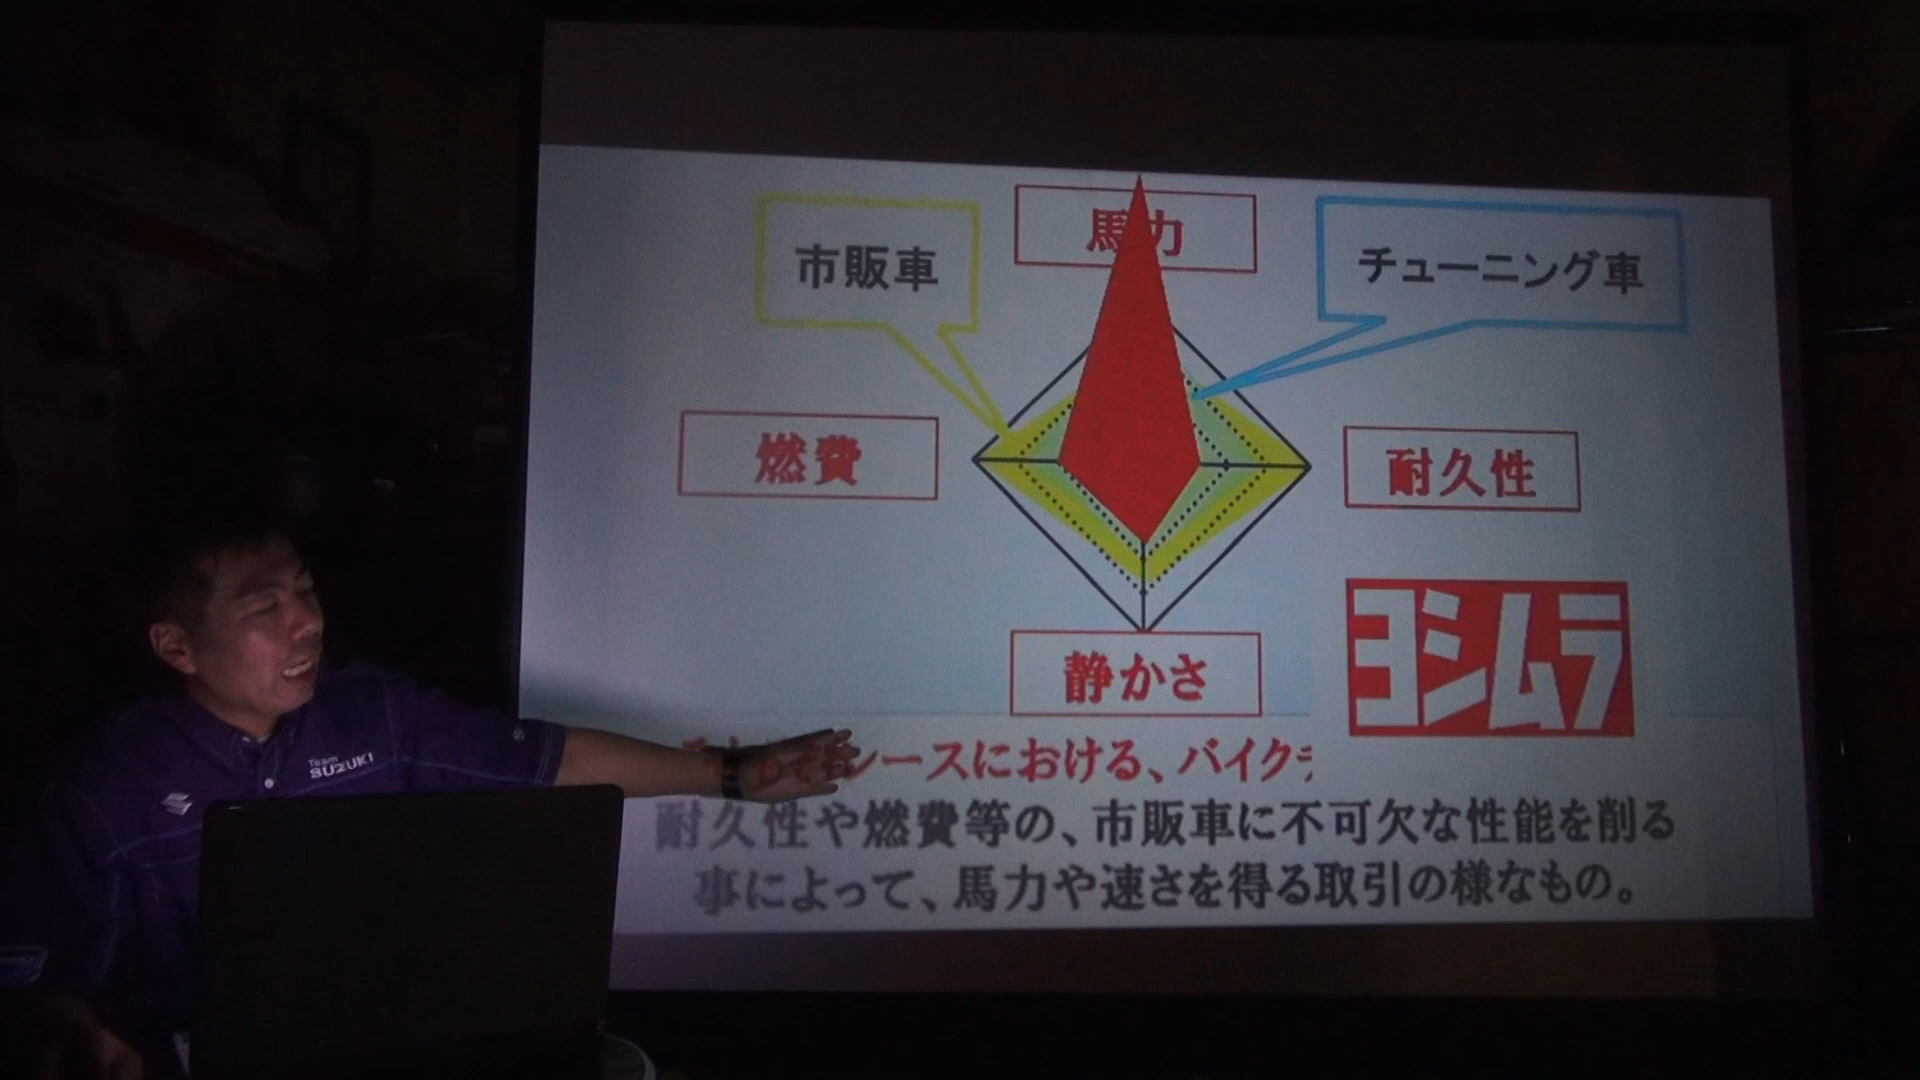 馬力
市販車
チューニング車
燃費
耐久性
静かさ
ヨシムラ
レースにおける、バイク
耐久性や燃費等の、市販車に不可欠な性能を削る
事によって、馬力や速さを得る取引の様なもの。
Team
SUZUKI